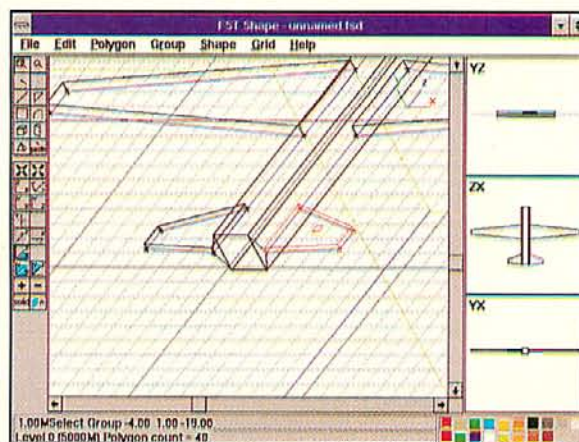 FST Shape - unnamed.fsd
File Edit Polygon Group Shape Grid Help
YZ
Z
X
ZX
YX
solid
1.00MSelect Group -4.00 1.00 -19.00
Level 0 (5000M) Polygon count = 40